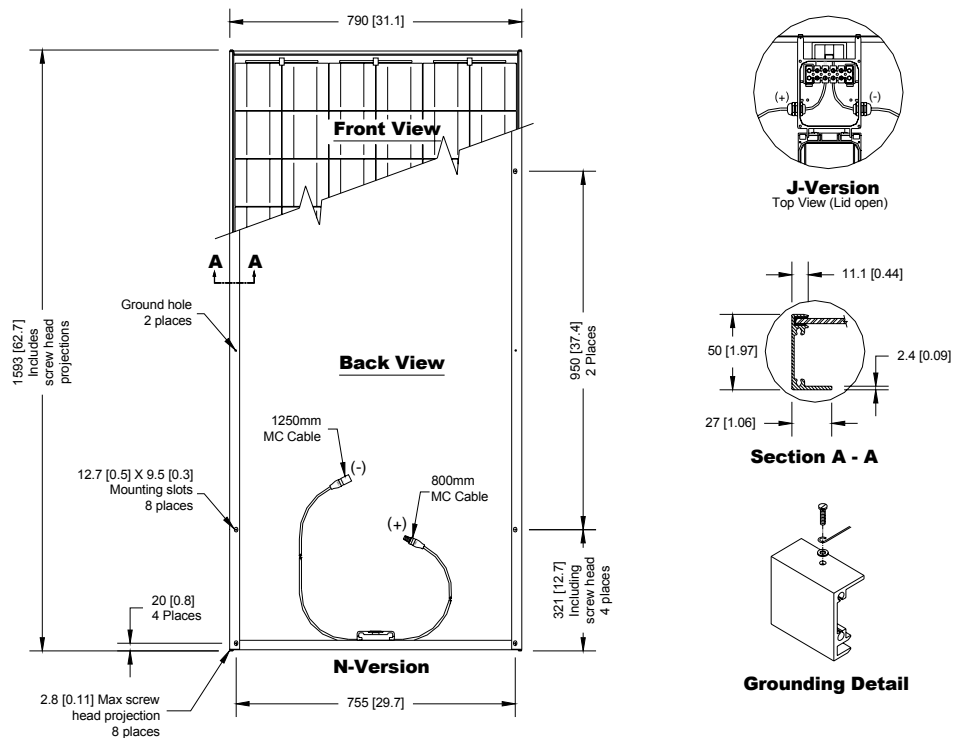 790 [31.1]
Front View
A A
Ground hole
2 places
1593 [62.7]
Includes
screw head
projections
Back View
950 [37.4]
2 Places
1250mm
MC Cable
(-)
12.7 [0.5] X 9.5 [0.3]
Mounting slots
8 places
800mm
MC Cable
(+)
321 [12.7]
Including
screw head
4 places
20 [0.8]
4 Places
N-Version
2.8 [0.11] Max screw
head projection
8 places
755 [29.7]
(+) (-)
J-Version
Top View (Lid open)
11.1 [0.44]
50 [1.97]
2.4 [0.09]
27 [1.06]
Section A - A
Grounding Detail